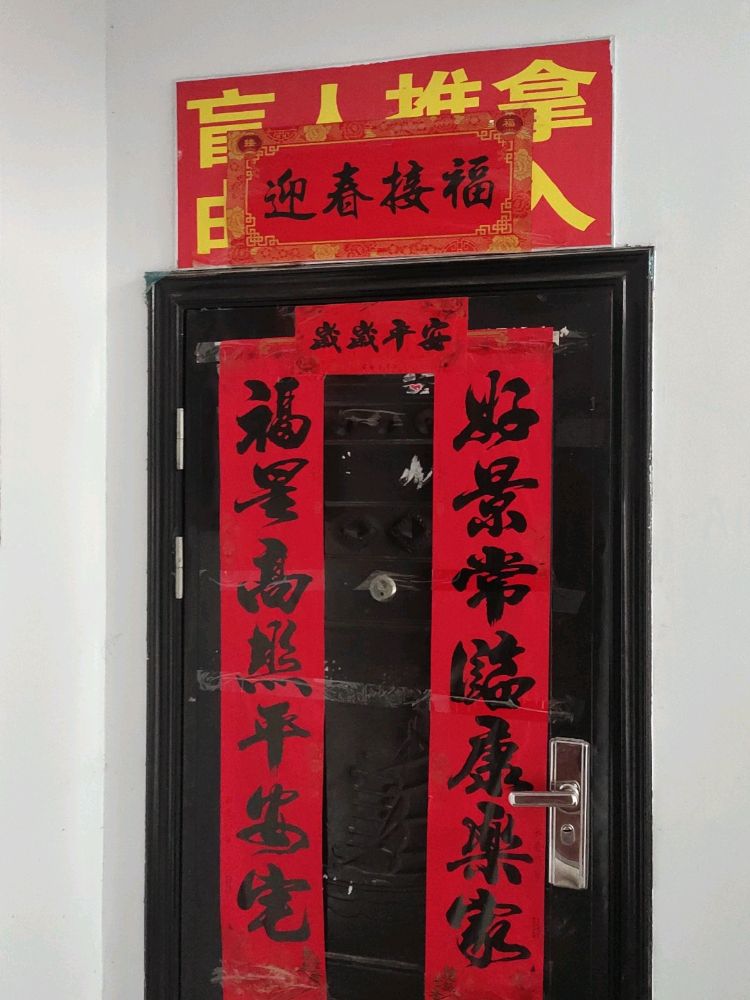 盲人推拿
迎春接福
歲歲平安
好景常臨康樂家
福星高照平安宅